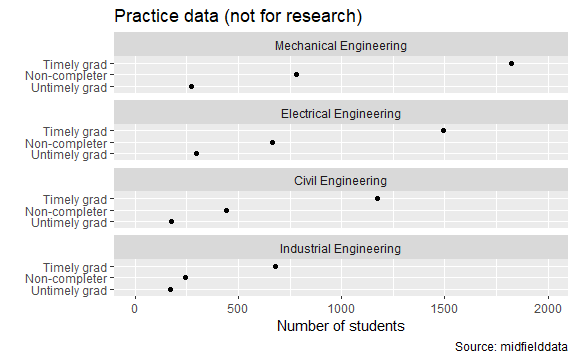 Practice data (not for research)
Mechanical Engineering
Timely grad
Non-completer
Untimely grad
Electrical Engineering
Timely grad
Non-completer
Untimely grad
Civil Engineering
Timely grad
Non-completer
Untimely grad
Industrial Engineering
Timely grad
Non-completer
Untimely grad
0 500 1000 1500 2000
Number of students
Source: midfielddata